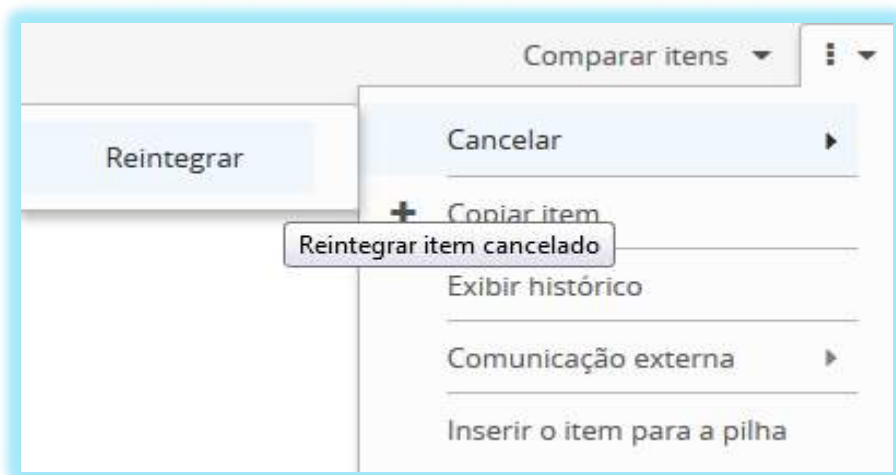 Comparar itens
Cancelar
Reintegrar
Copiar item
Reintegrar item cancelado
Exibir histórico
Comunicação externa
Inserir o item para a pilha